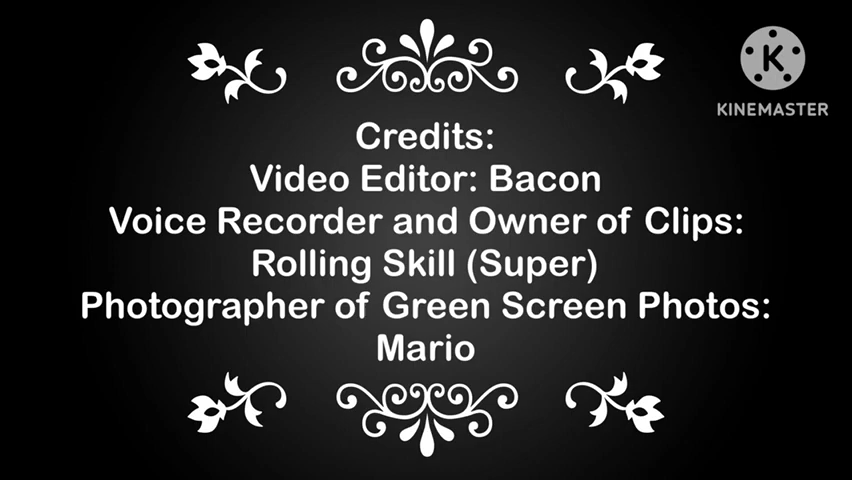 K
KINEMASTER
Credits:
Video Editor: Bacon
Voice Recorder and Owner of Clips:
Rolling Skill (Super)
Photographer of Green Screen Photos:
Mario